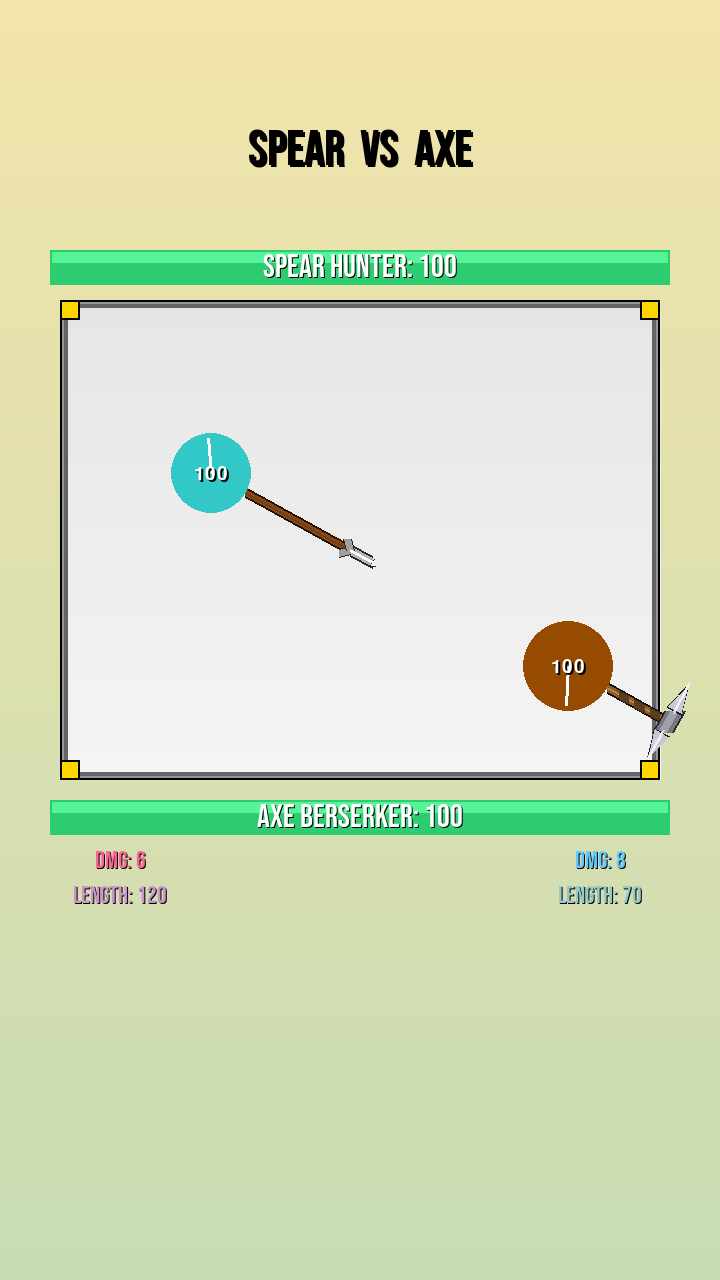 SPEAR VS AXE
SPEAR HUNTER: 100
100
100
AXE BERSERKER: 100
DMG: 6
DMG: 8
LENGTH: 120
LENGTH: 70